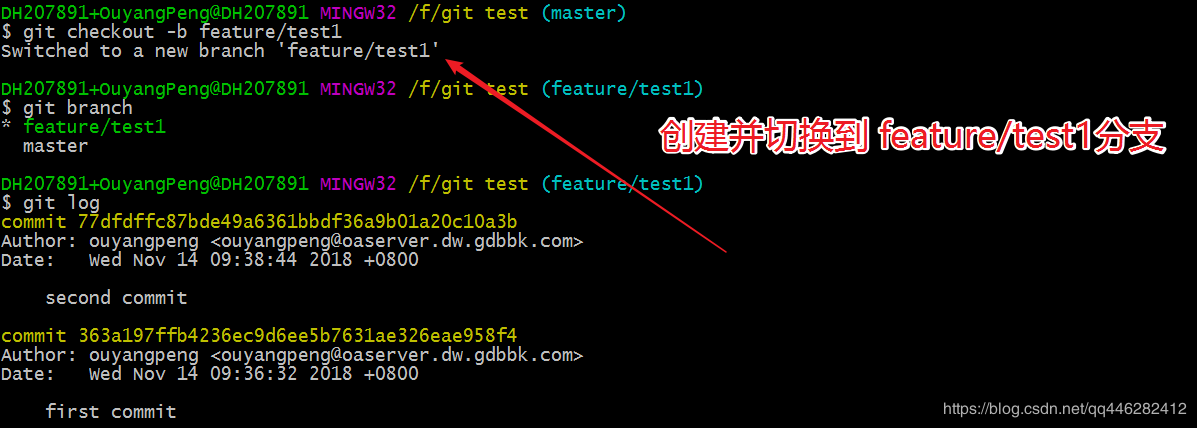 DH207891+OuyangPeng@DH207891 MINGW32 /f/git test (master)
$ git checkout -b feature/test1
Switched to a new branch 'feature/test1'
DH207891+OuyangPeng@DH207891 MINGW32 /f/git test (feature/test1)
$ git branch
* feature/test1
master
创建并切换到 feature/test1分支
DH207891+OuyangPeng@DH207891 MINGW32 /f/git test (feature/test1)
$ git log
commit 77dfdffc87bde49a6361bbdf36a9b01a20c10a3b
Author: ouyangpeng <ouyangpeng@oaserver.dw.gdbbk.com>
Date:   Wed Nov 14 09:38:44 2018 +0800
second commit
commit 363a197ffb4236ec9d6ee5b7631ae326eae958f4
Author: ouyangpeng <ouyangpeng@oaserver.dw.gdbbk.com>
Date:   Wed Nov 14 09:36:32 2018 +0800
first commit
https://blog.csdn.net/qq446282412